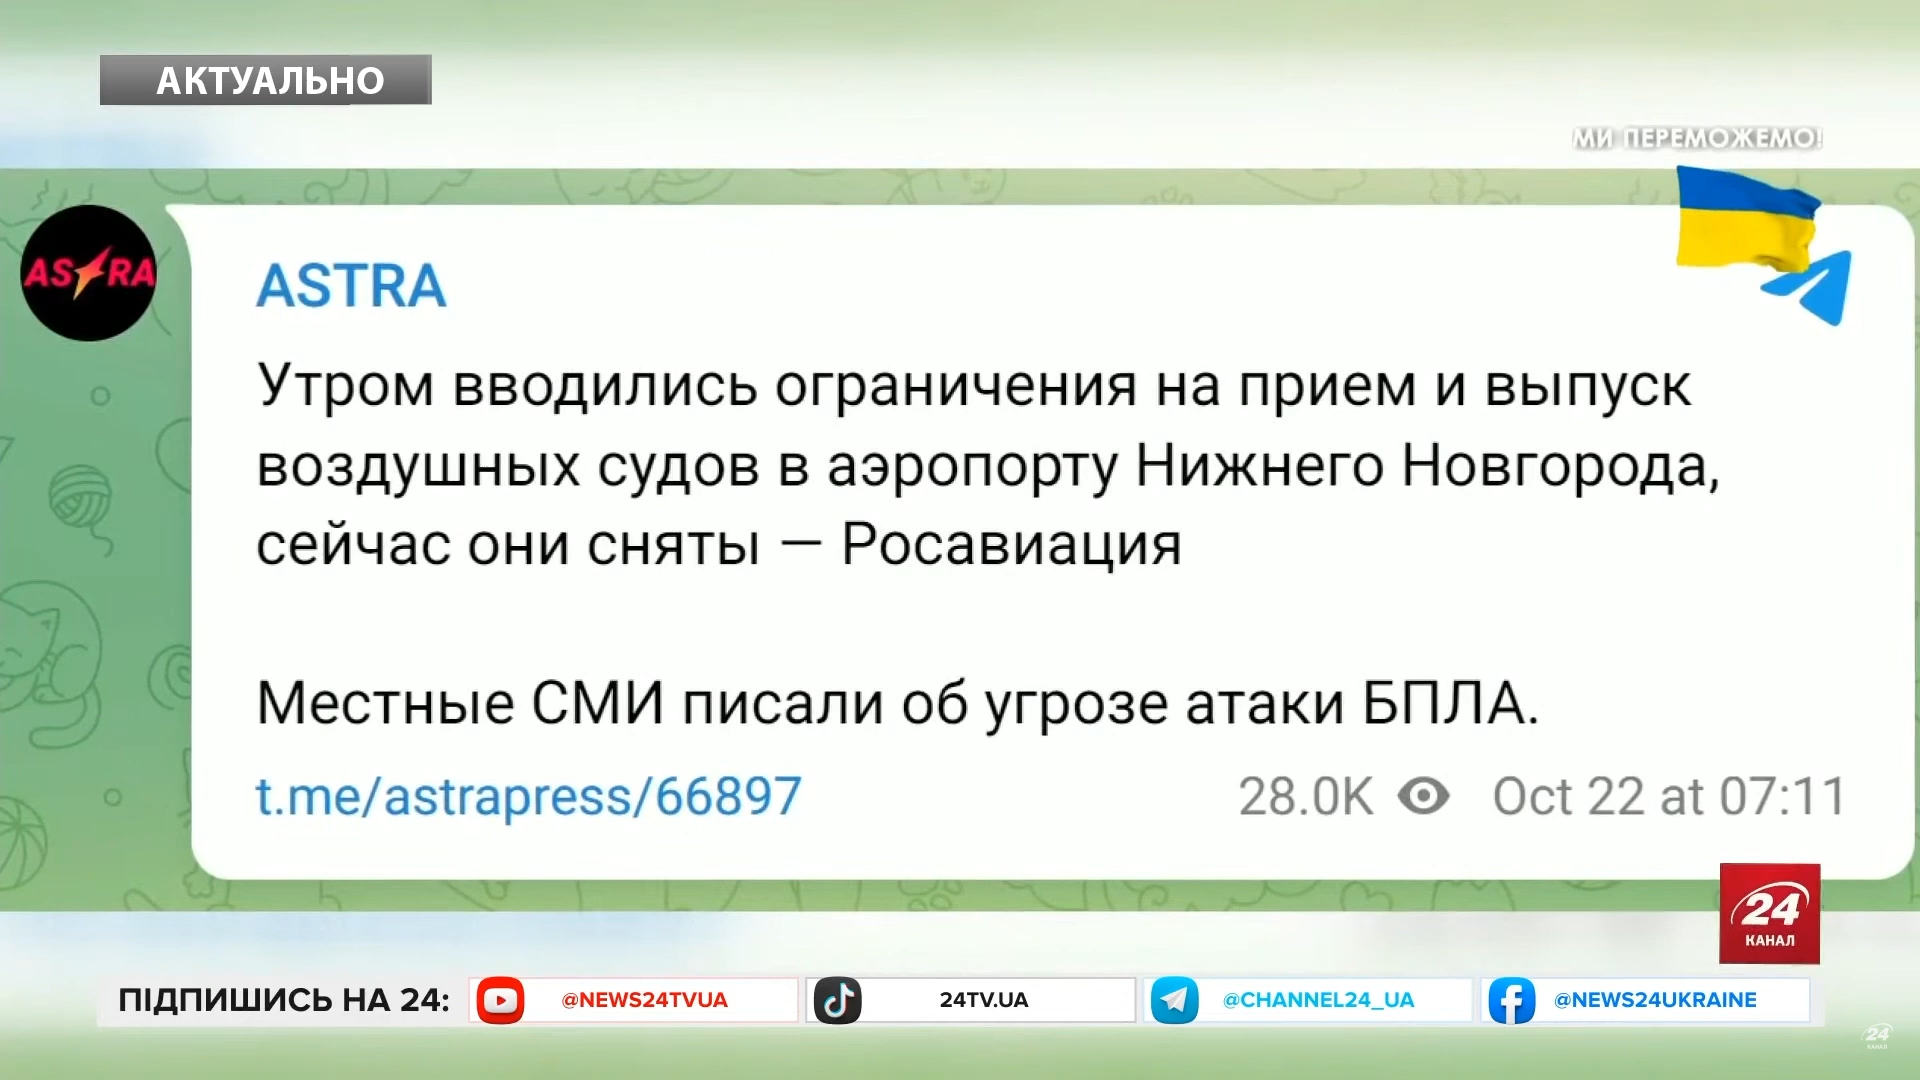 АКТУАЛЬНО
МИ ПЕРЕМОЖЕМО!
ASTRA
ASTRA
Утром вводились ограничения на прием и выпуск
воздушных судов в аэропорту Нижнего Новгорода,
сейчас они сняты — Росавиация
Местные СМИ писали об угрозе атаки БПЛА.
t.me/astrapress/66897 28.0K Oct 22 at 07:11
24
КАНАЛ
ПІДПИШИСЬ НА 24: @NEWS24TVUA 24TV.UA @CHANNEL24_UA @NEWS24UKRAINE
24
КАНАЛ